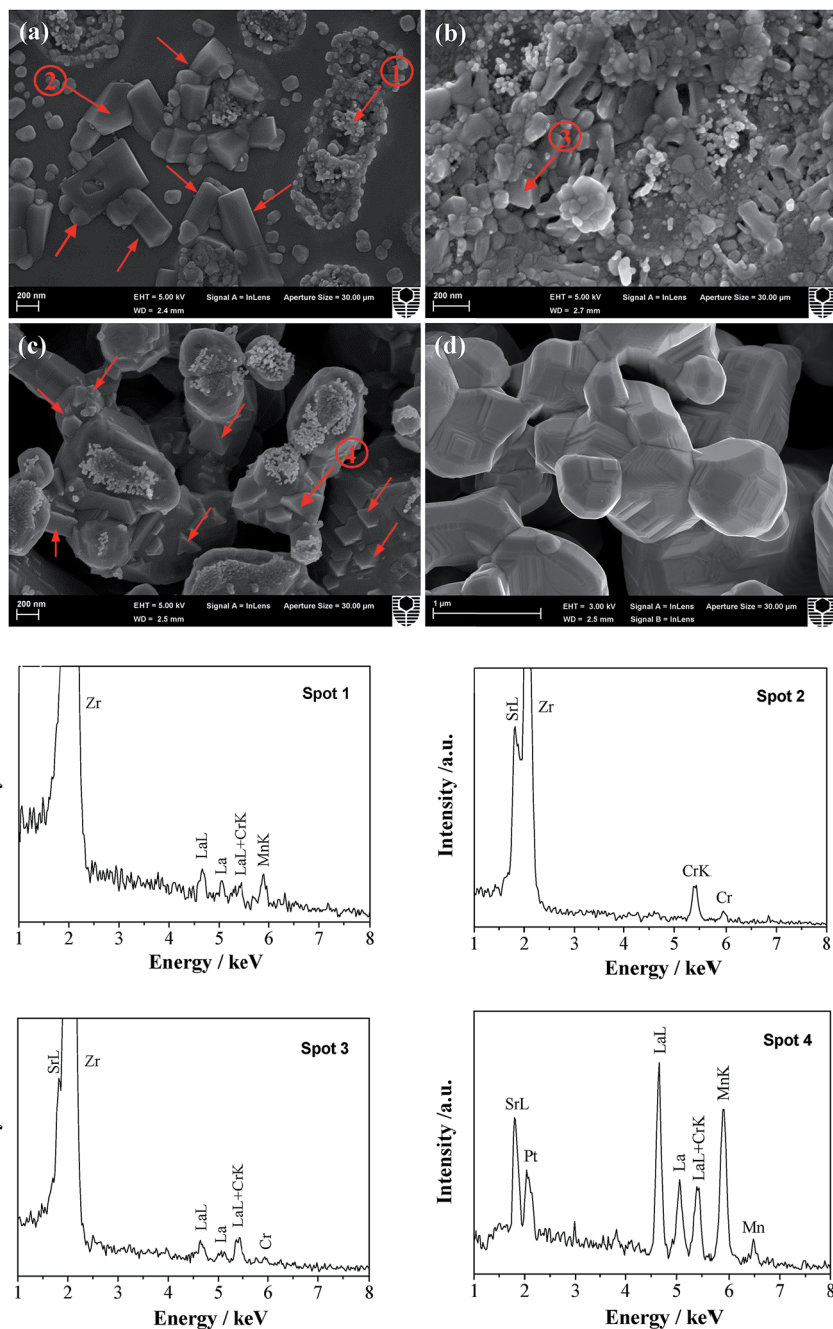 (a)
2
1
200 nm
EHT = 5.00 kV Signal A = InLens Aperture Size = 30.00 µm
WD = 2.4 mm
(b)
3
200 nm
EHT = 5.00 kV Signal A = InLens Aperture Size = 30.00 µm
WD = 2.7 mm
(c)
4
200 nm
EHT = 5.00 kV Signal A = InLens Aperture Size = 30.00 µm
WD = 2.5 mm
(d)
1 µm
EHT = 3.00 kV Signal A = InLens Aperture Size = 30.00 µm
WD = 2.5 mm Signal B = InLens
Spot 1
Zr
LaL
La
LaL+CrK
MnK
1 2 3 4 5 6 7 8
Energy / keV
Spot 2
Intensity /a.u.
SrL
Zr
CrK
Cr
1 2 3 4 5 6 7 8
Energy / keV
Spot 3
SrL
Zr
LaL
La
LaL+CrK
Cr
1 2 3 4 5 6 7 8
Energy / keV
Spot 4
Intensity /a.u.
SrL
Pt
LaL
La
LaL+CrK
MnK
Mn
1 2 3 4 5 6 7 8
Energy / keV